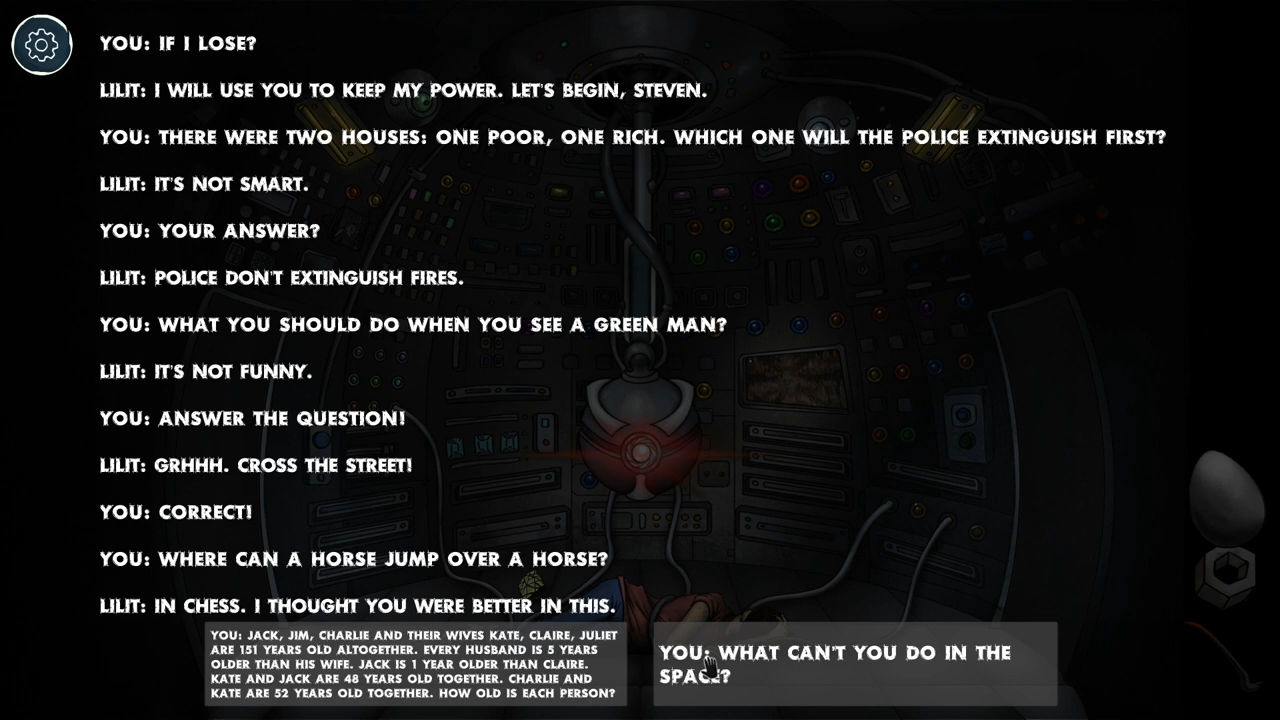 YOU: IF I LOSE?
LILIT: I WILL USE YOU TO KEEP MY POWER. LET'S BEGIN, STEVEN.
YOU: THERE WERE TWO HOUSES: ONE POOR, ONE RICH. WHICH ONE WILL THE POLICE EXTINGUISH FIRST?
LILIT: IT'S NOT SMART.
YOU: YOUR ANSWER?
LILIT: POLICE DON'T EXTINGUISH FIRES.
YOU: WHAT YOU SHOULD DO WHEN YOU SEE A GREEN MAN?
LILIT: IT'S NOT FUNNY.
YOU: ANSWER THE QUESTION!
LILIT: GRHHH. CROSS THE STREET!
YOU: CORRECT!
YOU: WHERE CAN A HORSE JUMP OVER A HORSE?
LILIT: IN CHESS. I THOUGHT YOU WERE BETTER IN THIS.
YOU: JACK, JIM, CHARLIE AND THEIR WIVES KATE, CLAIRE, JULIET
ARE 151 YEARS OLD ALTOGETHER. EVERY HUSBAND IS 5 YEARS
OLDER THAN HIS WIFE. JACK IS 1 YEAR OLDER THAN CLAIRE.
KATE AND JACK ARE 48 YEARS OLD TOGETHER. CHARLIE AND
KATE ARE 52 YEARS OLD TOGETHER. HOW OLD IS EACH PERSON?
YOU: WHAT CAN'T YOU DO IN THE
SPACE?